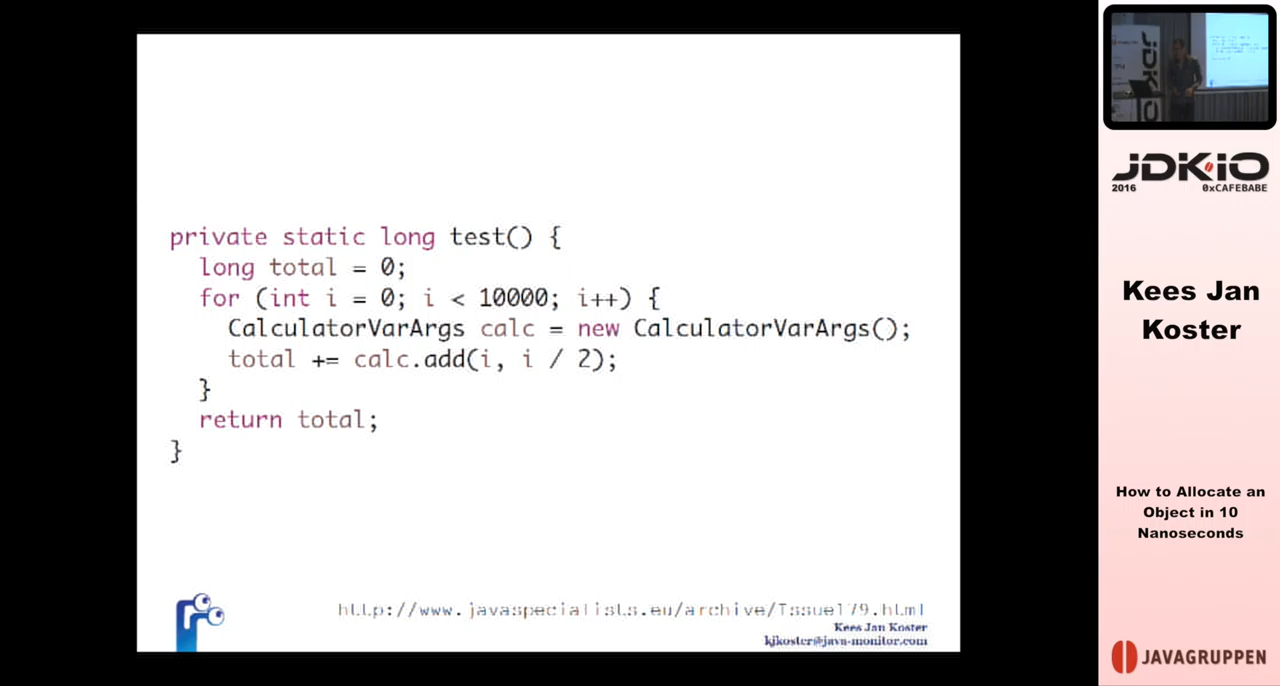 private static long test() {
long total = 0;
for (int i = 0; i < 10000; i++) {
CalculatorVarArgs calc = new CalculatorVarArgs();
total += calc.add(i, i / 2);
}
return total;
}
http://www.javaspecialists.eu/archive/Issue179.html
Kees Jan Koster
kjkoster@java-monitor.com
JDK.IO
2016 0xCAFEBABE
Kees Jan
Koster
How to Allocate an
Object in 10
Nanoseconds
JAVAGRUPPEN